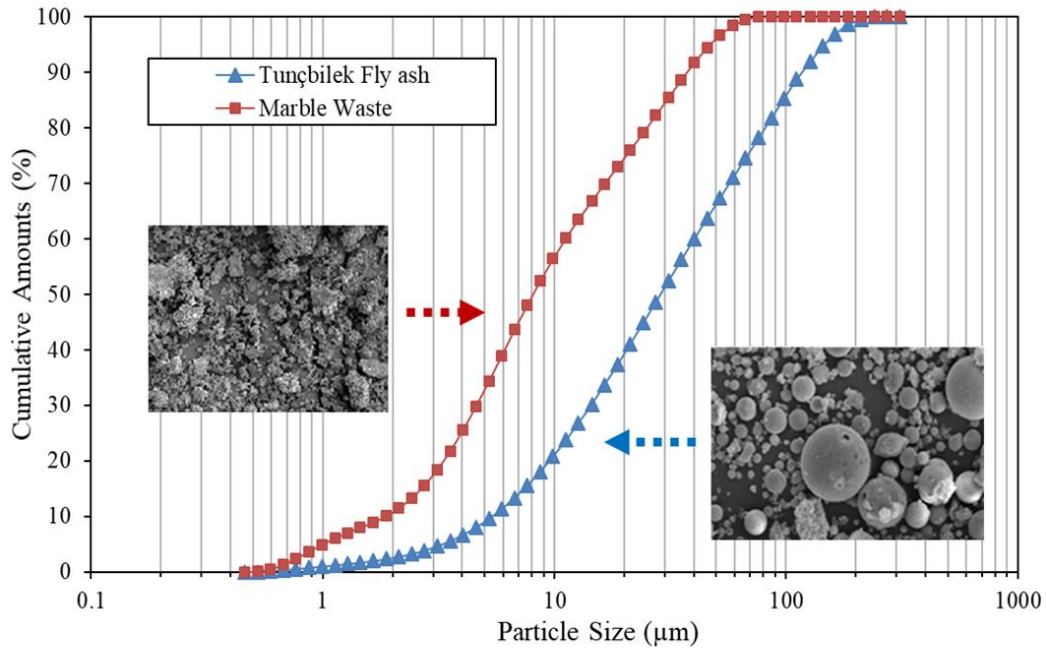 100
90
80
70
60
50
40
30
20
10
0
Cumulative Amounts (%)
Tunçbilek Fly ash
Marble Waste
0.1 1 10 100 1000
Particle Size (µm)